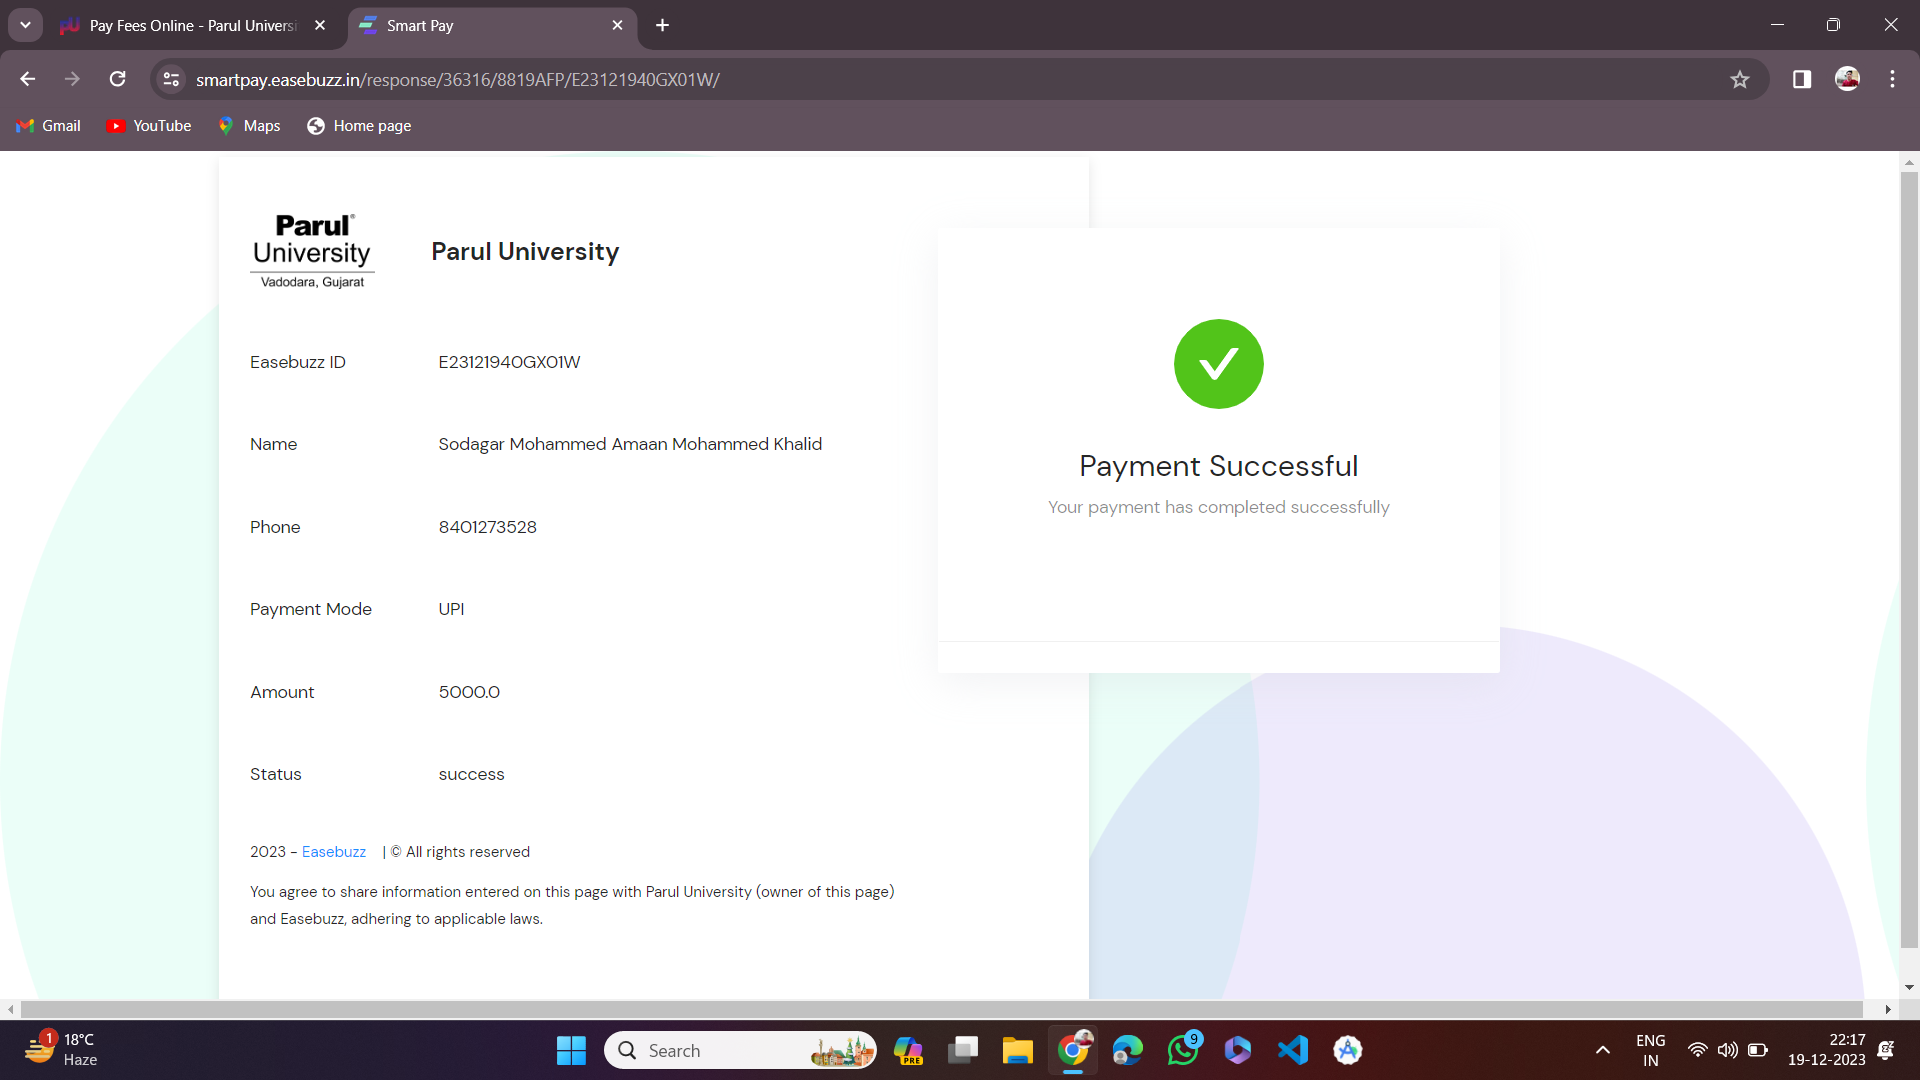 Pay Fees Online - Parul Universi
Smart Pay
smartpay.easebuzz.in/response/36316/8819AFP/E23121940GX01W/
Gmail
YouTube
Maps
Home page
Parul®
University
Vadodara, Gujarat
Parul University
Easebuzz ID E23121940GX01W
Name Sodagar Mohammed Amaan Mohammed Khalid
Phone 8401273528
Payment Mode UPI
Amount 5000.0
Status success
2023 - Easebuzz | © All rights reserved
You agree to share information entered on this page with Parul University (owner of this page)
and Easebuzz, adhering to applicable laws.
Payment Successful
Your payment has completed successfully
1
18°C
Haze
Search
PRE
9
ENG
IN
22:17
19-12-2023